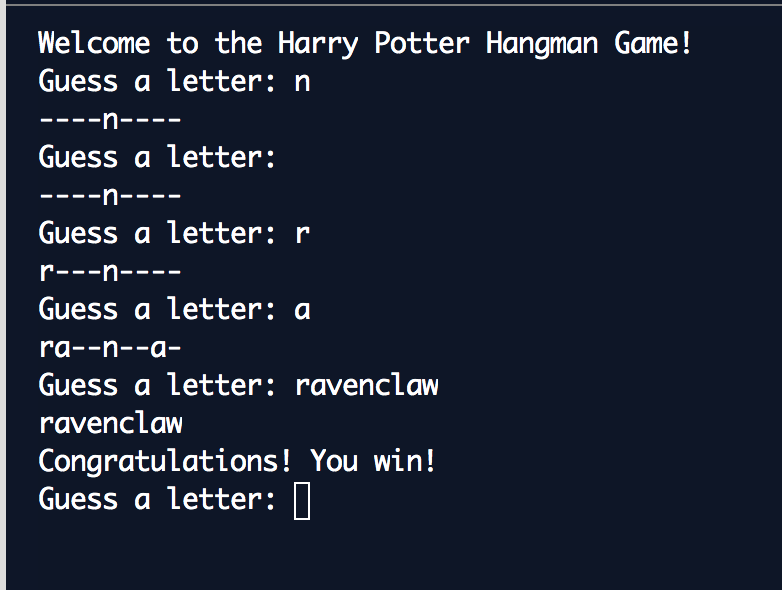 Welcome to the Harry Potter Hangman Game!
Guess a letter: n
----n----
Guess a letter:
----n----
Guess a letter: r
r---n----
Guess a letter: a
ra--n--a-
Guess a letter: ravenclaw
ravenclaw
Congratulations! You win!
Guess a letter: